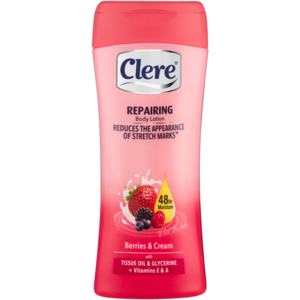 Clere®
REPAIRING
Body Lotion
REDUCES THE APPEARANCE
OF STRETCH MARKS*
48Hr
Moisture
Berries & Cream
with
TISSUE OIL & GLYCERINE
+ Vitamins E & A